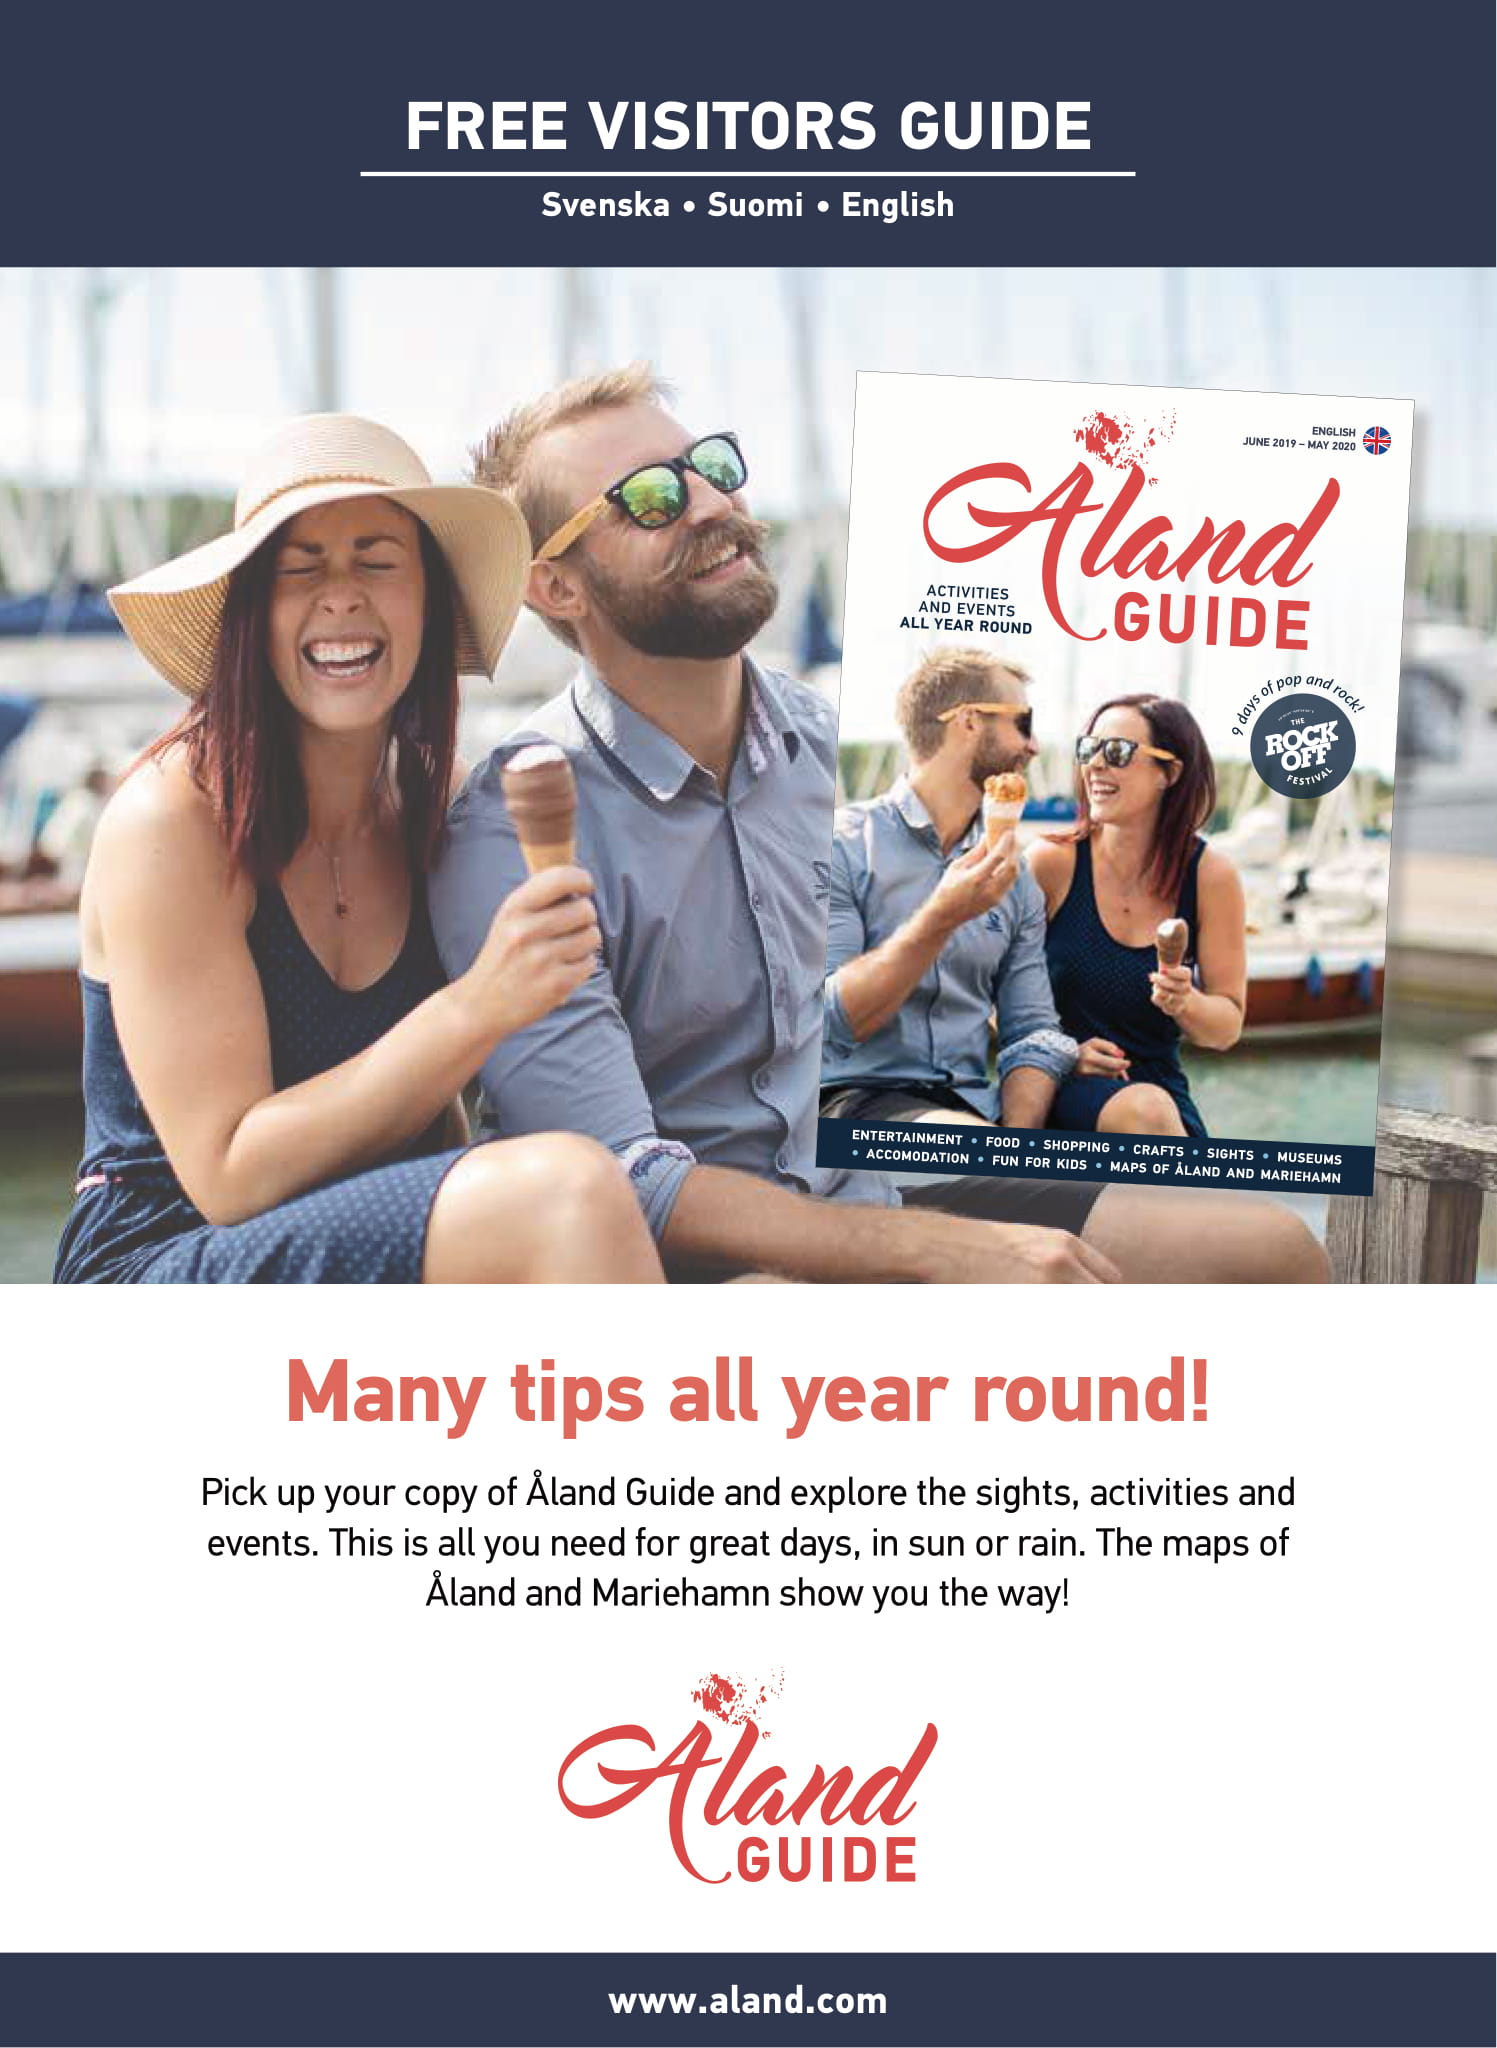 FREE VISITORS GUIDE
Svenska • Suomi • English
ENGLISH
JUNE 2019 – MAY 2020
Åland
GUIDE
ACTIVITIES
AND EVENTS
ALL YEAR ROUND
9 days of pop and rock!
THE
ROCK
OFF
FESTIVAL
ENTERTAINMENT • FOOD • SHOPPING • CRAFTS • SIGHTS • MUSEUMS
• ACCOMODATION • FUN FOR KIDS • MAPS OF ÅLAND AND MARIEHAMN
Many tips all year round!
Pick up your copy of Åland Guide and explore the sights, activities and
events. This is all you need for great days, in sun or rain. The maps of
Åland and Mariehamn show you the way!
Åland
GUIDE
www.aland.com